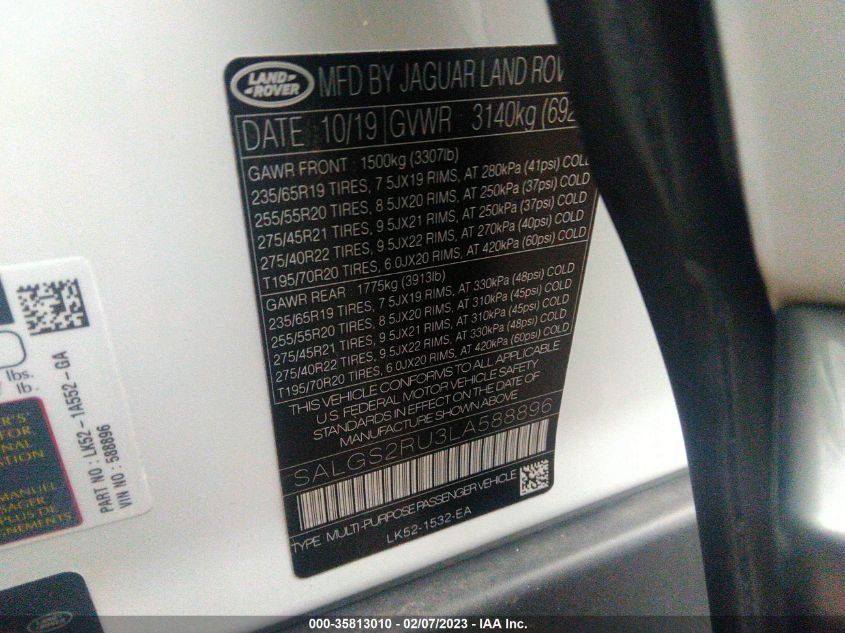 LAND ROVER
MFD BY JAGUAR LAND
DATE 10/19 GVWR 3140kg
GAWR FRONT : 1500kg (3307lb)
235/65R19 TIRES, 7 5JX19 RIMS, AT 280kPa (41psi) COLD
255/55R20 TIRES, 8 5JX20 RIMS, AT 250kPa (37psi) COLD
275/45R21 TIRES, 9 5JX21 RIMS, AT 250kPa (37psi) COLD
275/40R22 TIRES, 9 5JX22 RIMS, AT 270kPa (40psi) COLD
T195/70R20 TIRES, 6 0JX20 RIMS, AT 420kPa (60psi) COLD
GAWR REAR : 1775kg (3913lb)
235/65R19 TIRES, 7 5JX19 RIMS, AT 330kPa (48psi) COLD
255/55R20 TIRES, 8 5JX20 RIMS, AT 310kPa (45psi) COLD
275/45R21 TIRES, 9 5JX21 RIMS, AT 310kPa (45psi) COLD
275/40R22 TIRES, 9 5JX22 RIMS, AT 330kPa (48psi) COLD
T195/70R20 TIRES, 6 0JX20 RIMS, AT 420kPa (60psi) COLD
THIS VEHICLE CONFORMS TO ALL APPLICABLE
U.S. FEDERAL MOTOR VEHICLE SAFETY
STANDARDS IN EFFECT ON THE DATE OF
MANUFACTURE SHOWN ABOVE
SALGS2RU3LA588896
TYPE MULTI-PURPOSE PASSENGER VEHICLE
LK52-1532-EA
lbs.
lb.
PART NO : LK52-1A552-GA
VIN NO : 588896
FOR
MANUEL
PLUS
LAND ROVER
000-35813010 - 02/07/2023 - IAA Inc.